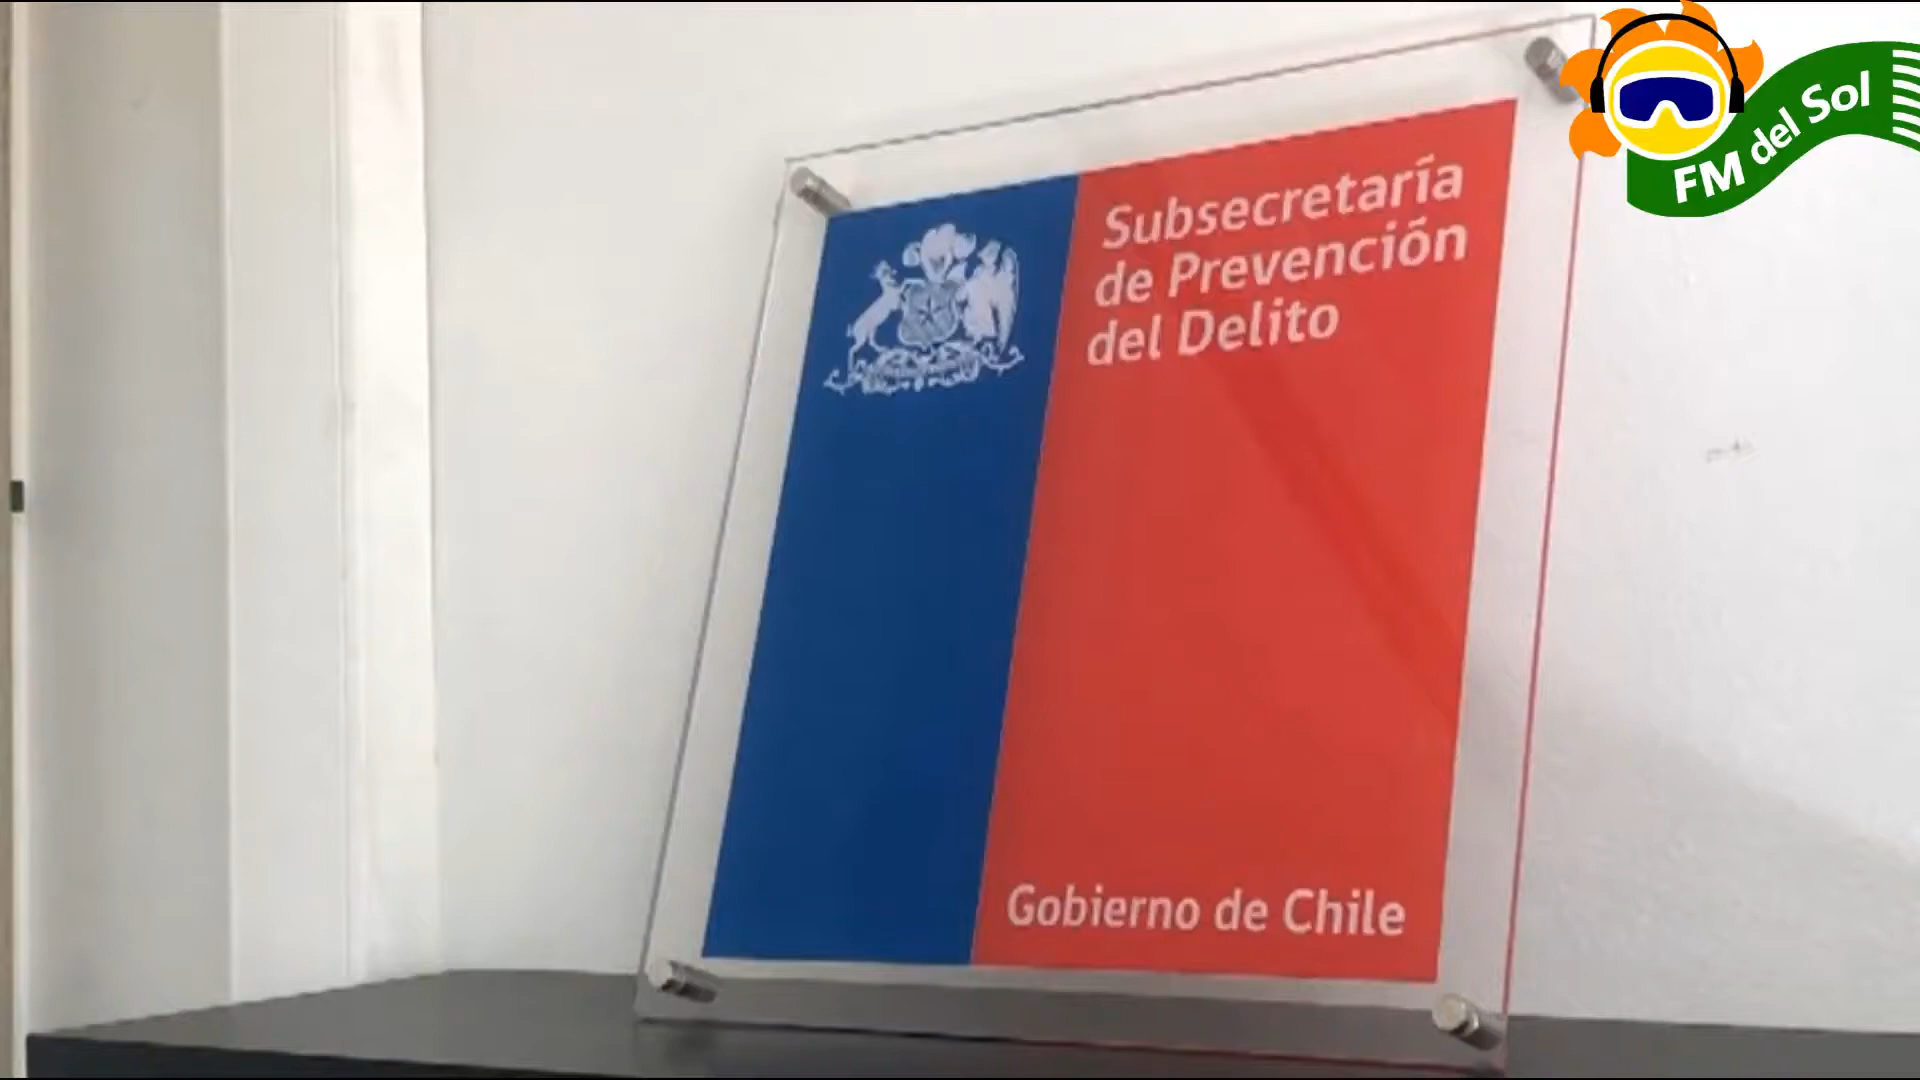 FM del Sol
Subsecretaría
de Prevención
del Delito
Gobierno de Chile